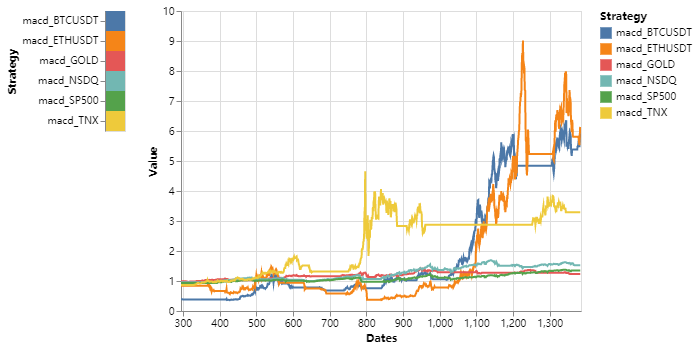 Strategy
macd_BTCUSDT
macd_ETHUSDT
macd_GOLD
macd_NSDQ
macd_SP500
macd_TNX
Value
10
9
8
7
6
5
4
3
2
1
0
300
400
500
600
700
800
900
1,000
1,100
1,200
1,300
Dates
Strategy
macd_BTCUSDT
macd_ETHUSDT
macd_GOLD
macd_NSDQ
macd_SP500
macd_TNX